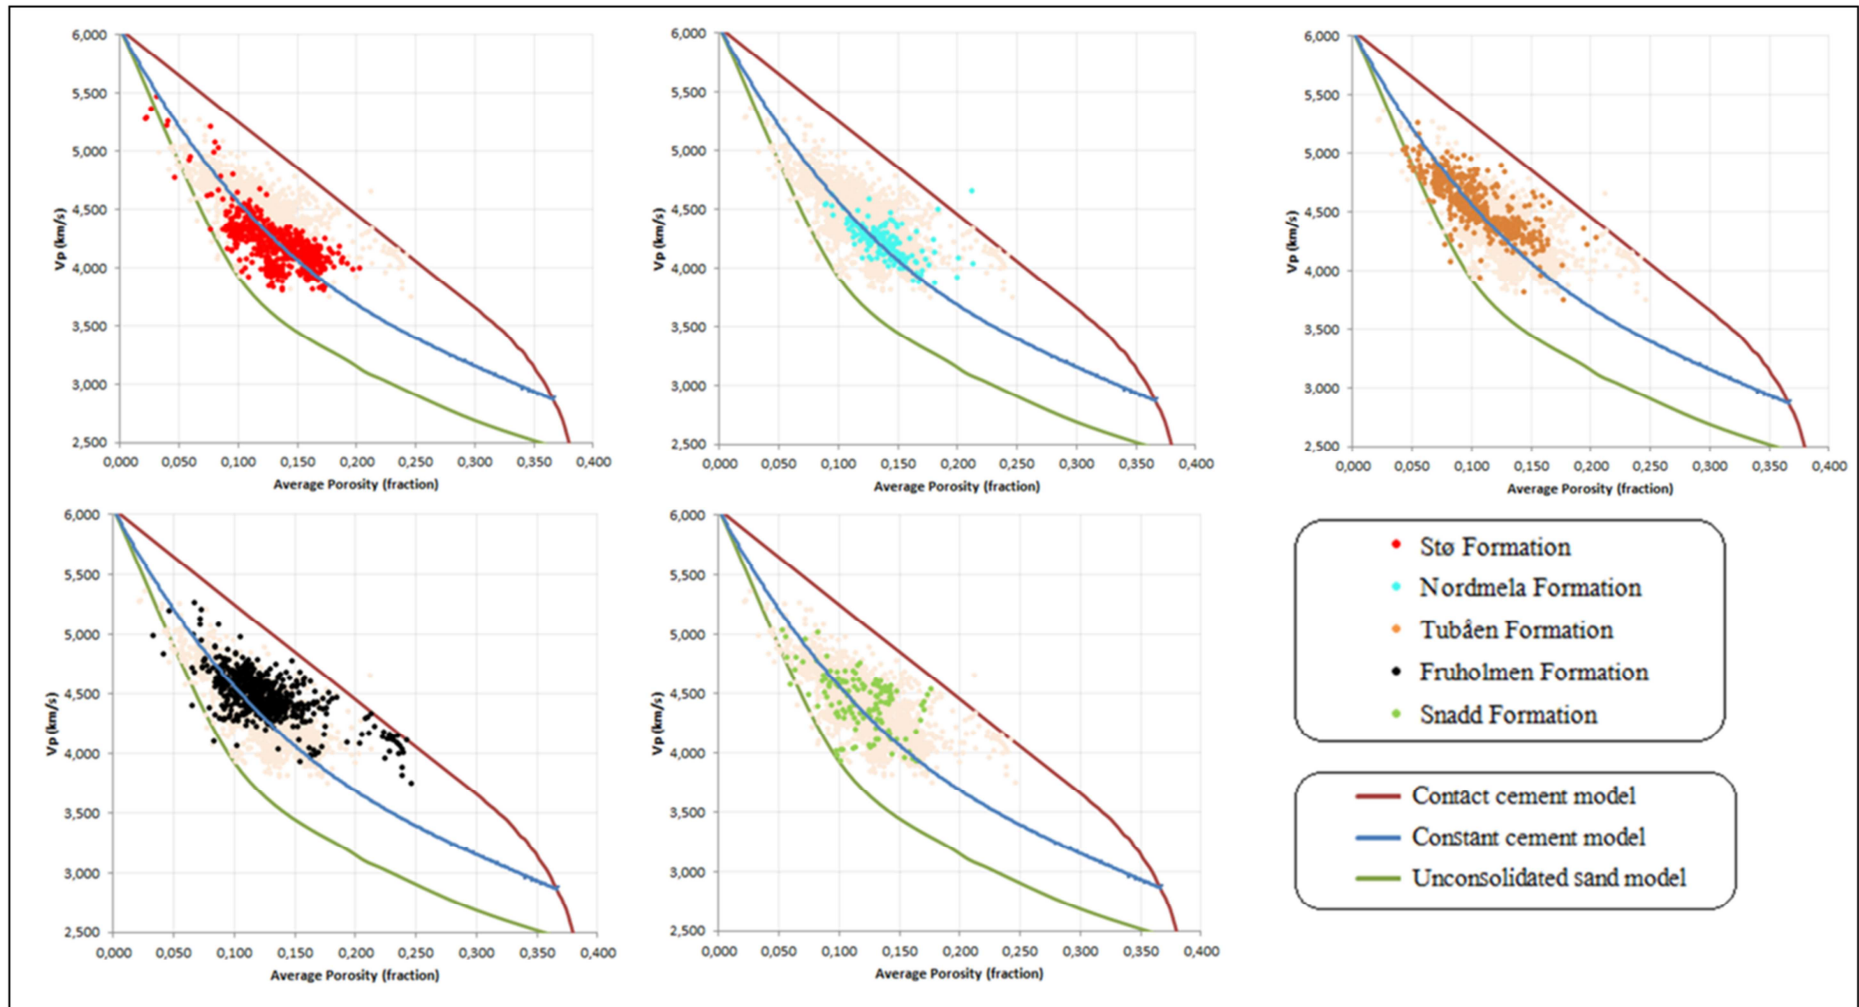 6,000
5,500
5,000
4,500
4,000
3,500
3,000
2,500
Vp (km/s)
0,000 0,050 0,100 0,150 0,200 0,250 0,300 0,350 0,400
Average Porosity (fraction)
6,000
5,500
5,000
4,500
4,000
3,500
3,000
2,500
Vp (km/s)
0,000 0,050 0,100 0,150 0,200 0,250 0,300 0,350 0,400
Average Porosity (fraction)
6,000
5,500
5,000
4,500
4,000
3,500
3,000
2,500
Vp (km/s)
0,000 0,050 0,100 0,150 0,200 0,250 0,300 0,350 0,400
Average Porosity (fraction)
6,000
5,500
5,000
4,500
4,000
3,500
3,000
2,500
Vp (km/s)
0,000 0,050 0,100 0,150 0,200 0,250 0,300 0,350 0,400
Average Porosity (fraction)
6,000
5,500
5,000
4,500
4,000
3,500
3,000
2,500
Vp (km/s)
0,000 0,050 0,100 0,150 0,200 0,250 0,300 0,350 0,400
Average Porosity (fraction)
Stø Formation
Nordmela Formation
Tubåen Formation
Fruholmen Formation
Snadd Formation
Contact cement model
Constant cement model
Unconsolidated sand model